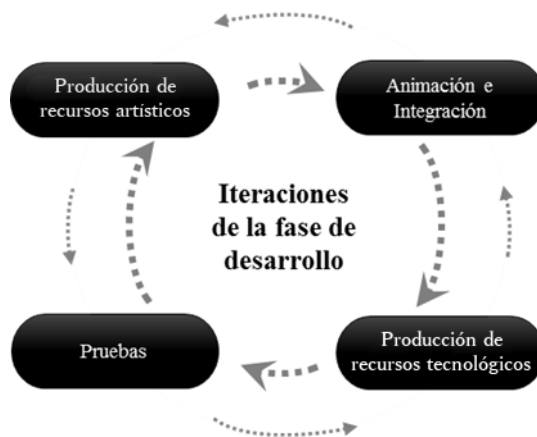 Producción de
recursos artísticos
Animación e
Integración
Iteraciones
de la fase de
desarrollo
Pruebas
Producción de
recursos tecnológicos